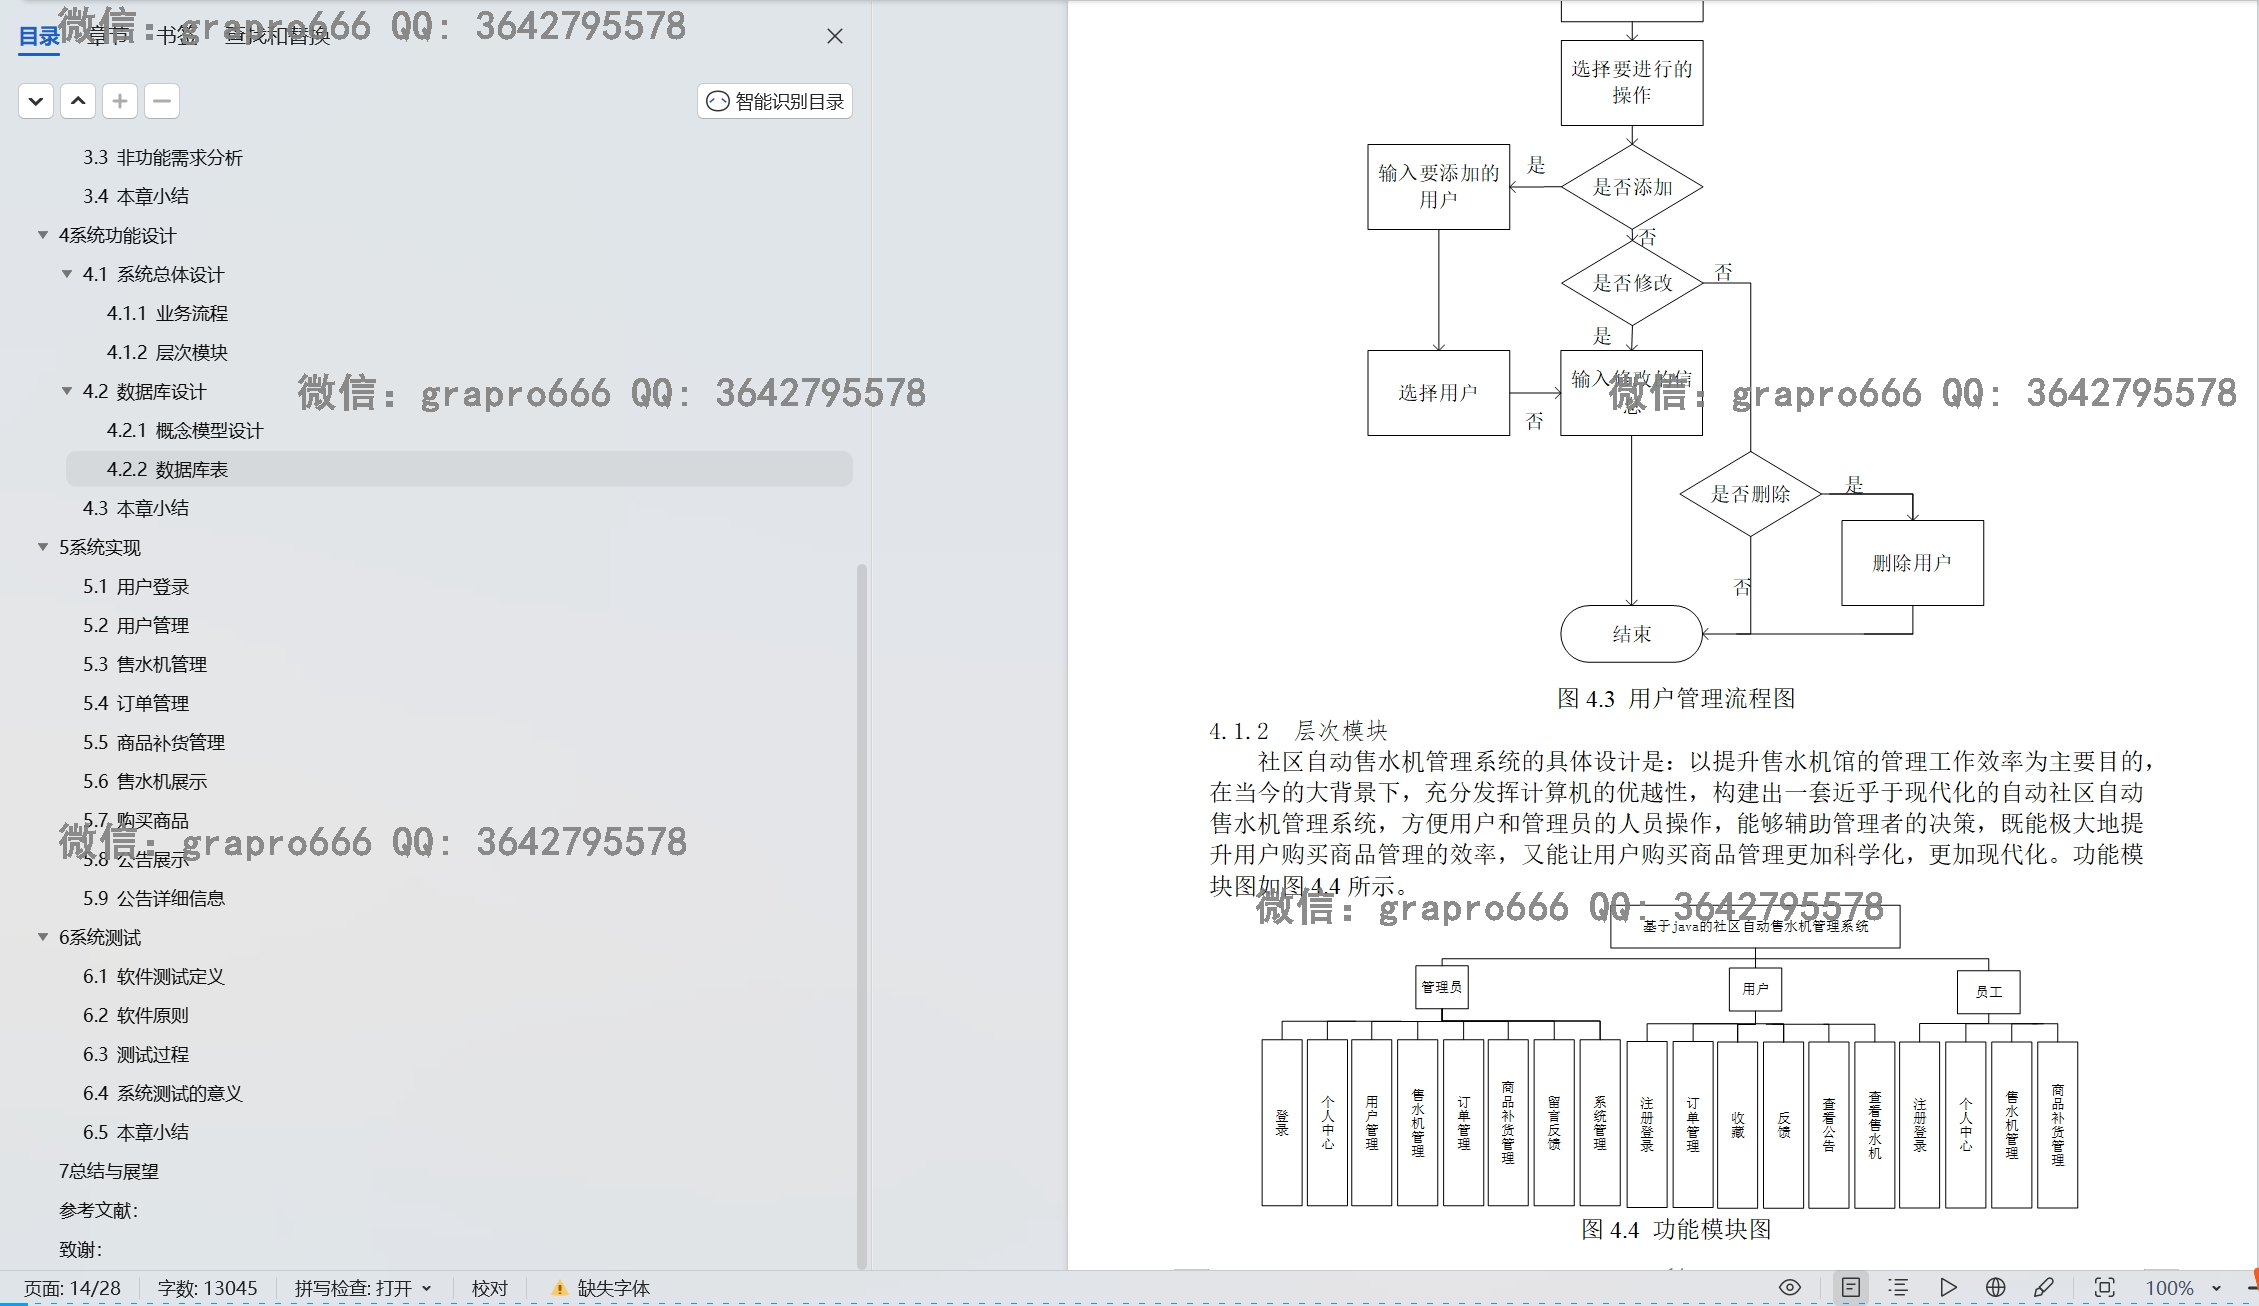 目录 章节 书签 查找和替换
微信: grapro666 QQ: 3642795578
智能识别目录
3.3 非功能需求分析
3.4 本章小结
4系统功能设计
4.1 系统总体设计
4.1.1 业务流程
4.1.2 层次模块
4.2 数据库设计
微信: grapro666 QQ: 3642795578
4.2.1 概念模型设计
4.2.2 数据库表
4.3 本章小结
5系统实现
5.1 用户登录
5.2 用户管理
5.3 售水机管理
5.4 订单管理
5.5 商品补货管理
5.6 售水机展示
5.7 购买商品
微信: grapro666 QQ: 3642795578
5.8 公告展示
5.9 公告详细信息
6系统测试
6.1 软件测试定义
6.2 软件原则
6.3 测试过程
6.4 系统测试的意义
6.5 本章小结
7总结与展望
参考文献:
致谢:
选择要进行的
操作
是否添加
是
输入要添加的
用户
否
是否修改
否
是
选择用户
否
输入修改的信
息
微信: grapro666 QQ: 3642795578
是否删除
是
删除用户
否
结束
图 4.3 用户管理流程图
4.1.2 层次模块
社区自动售水机管理系统的具体设计是：以提升售水机馆的管理工作效率为主要目的，
在当今的大背景下，充分发挥计算机的优越性，构建出一套近乎于现代化的自动社区自动
售水机管理系统，方便用户和管理员的人员操作，能够辅助管理者的决策，既能极大地提
升用户购买商品管理的效率，又能让用户购买商品管理更加科学化，更加现代化。功能模
块图如图 4.4 所示。
微信: grapro666 QQ: 3642795578
基于java的社区自动售水机管理系统
管理员
用户
员工
登录
个人中心
用户管理
售水机管理
订单管理
商品补货管理
留言反馈
系统管理
注册登录
订单管理
收藏
反馈
查看公告
查看售水机
注册登录
个人中心
售水机管理
商品补货管理
图 4.4 功能模块图
页面: 14/28 字数: 13045 拼写检查: 打开 校对 缺失字体 100%